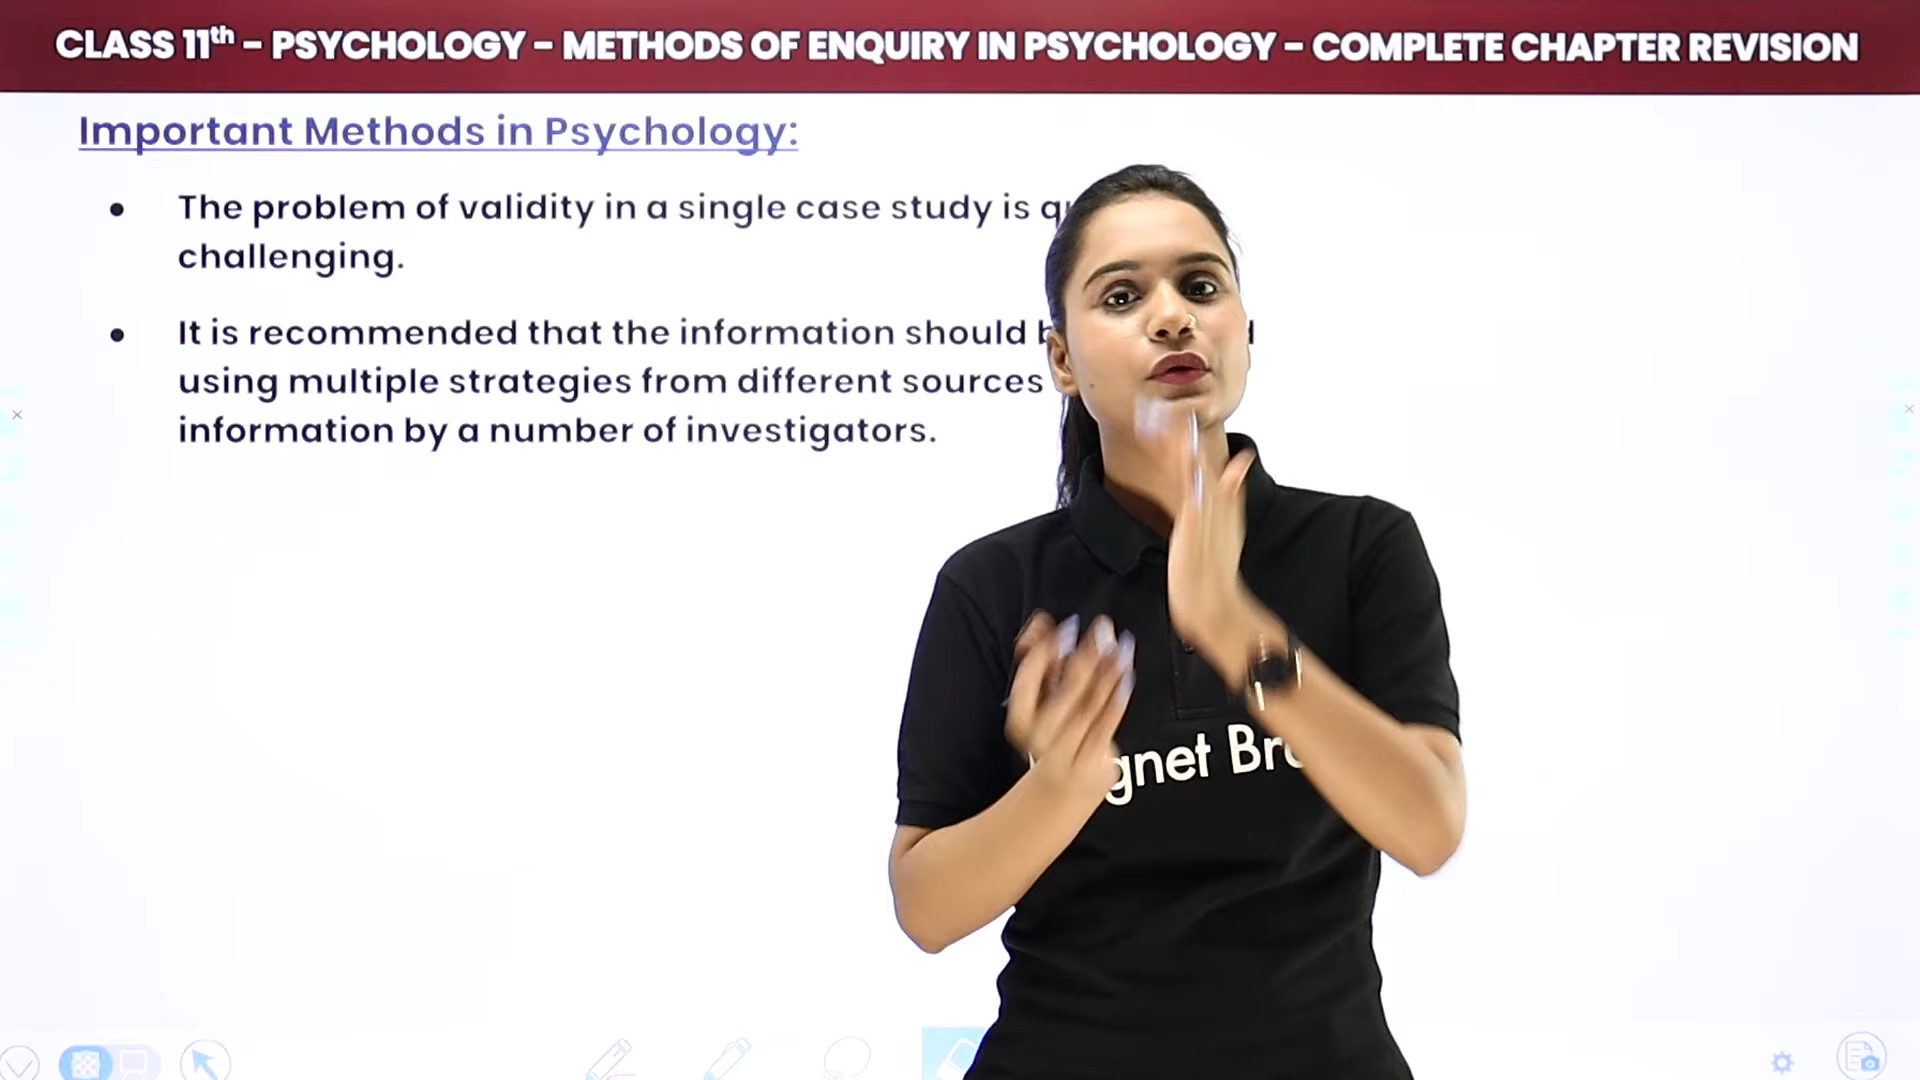 CLASS 11th – PSYCHOLOGY – METHODS OF ENQUIRY IN PSYCHOLOGY – COMPLETE CHAPTER REVISION
Important Methods in Psychology:
• The problem of validity in a single case study is
challenging.
• It is recommended that the information should
using multiple strategies from different sources
information by a number of investigators.